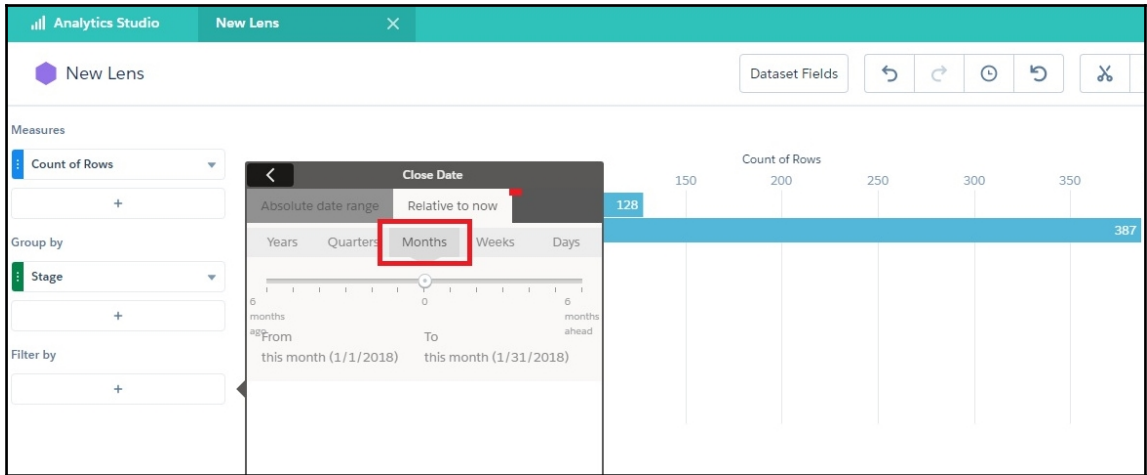 Analytics Studio New Lens
New Lens
Dataset Fields
Measures
Count of Rows
+
Group by
Stage
+
Filter by
+
Close Date
Absolute date range Relative to now
Years Quarters Months Weeks Days
6 months ago 0 6 months ahead
From To
this month (1/1/2018) this month (1/31/2018)
Count of Rows
150 200 250 300 350
128
387